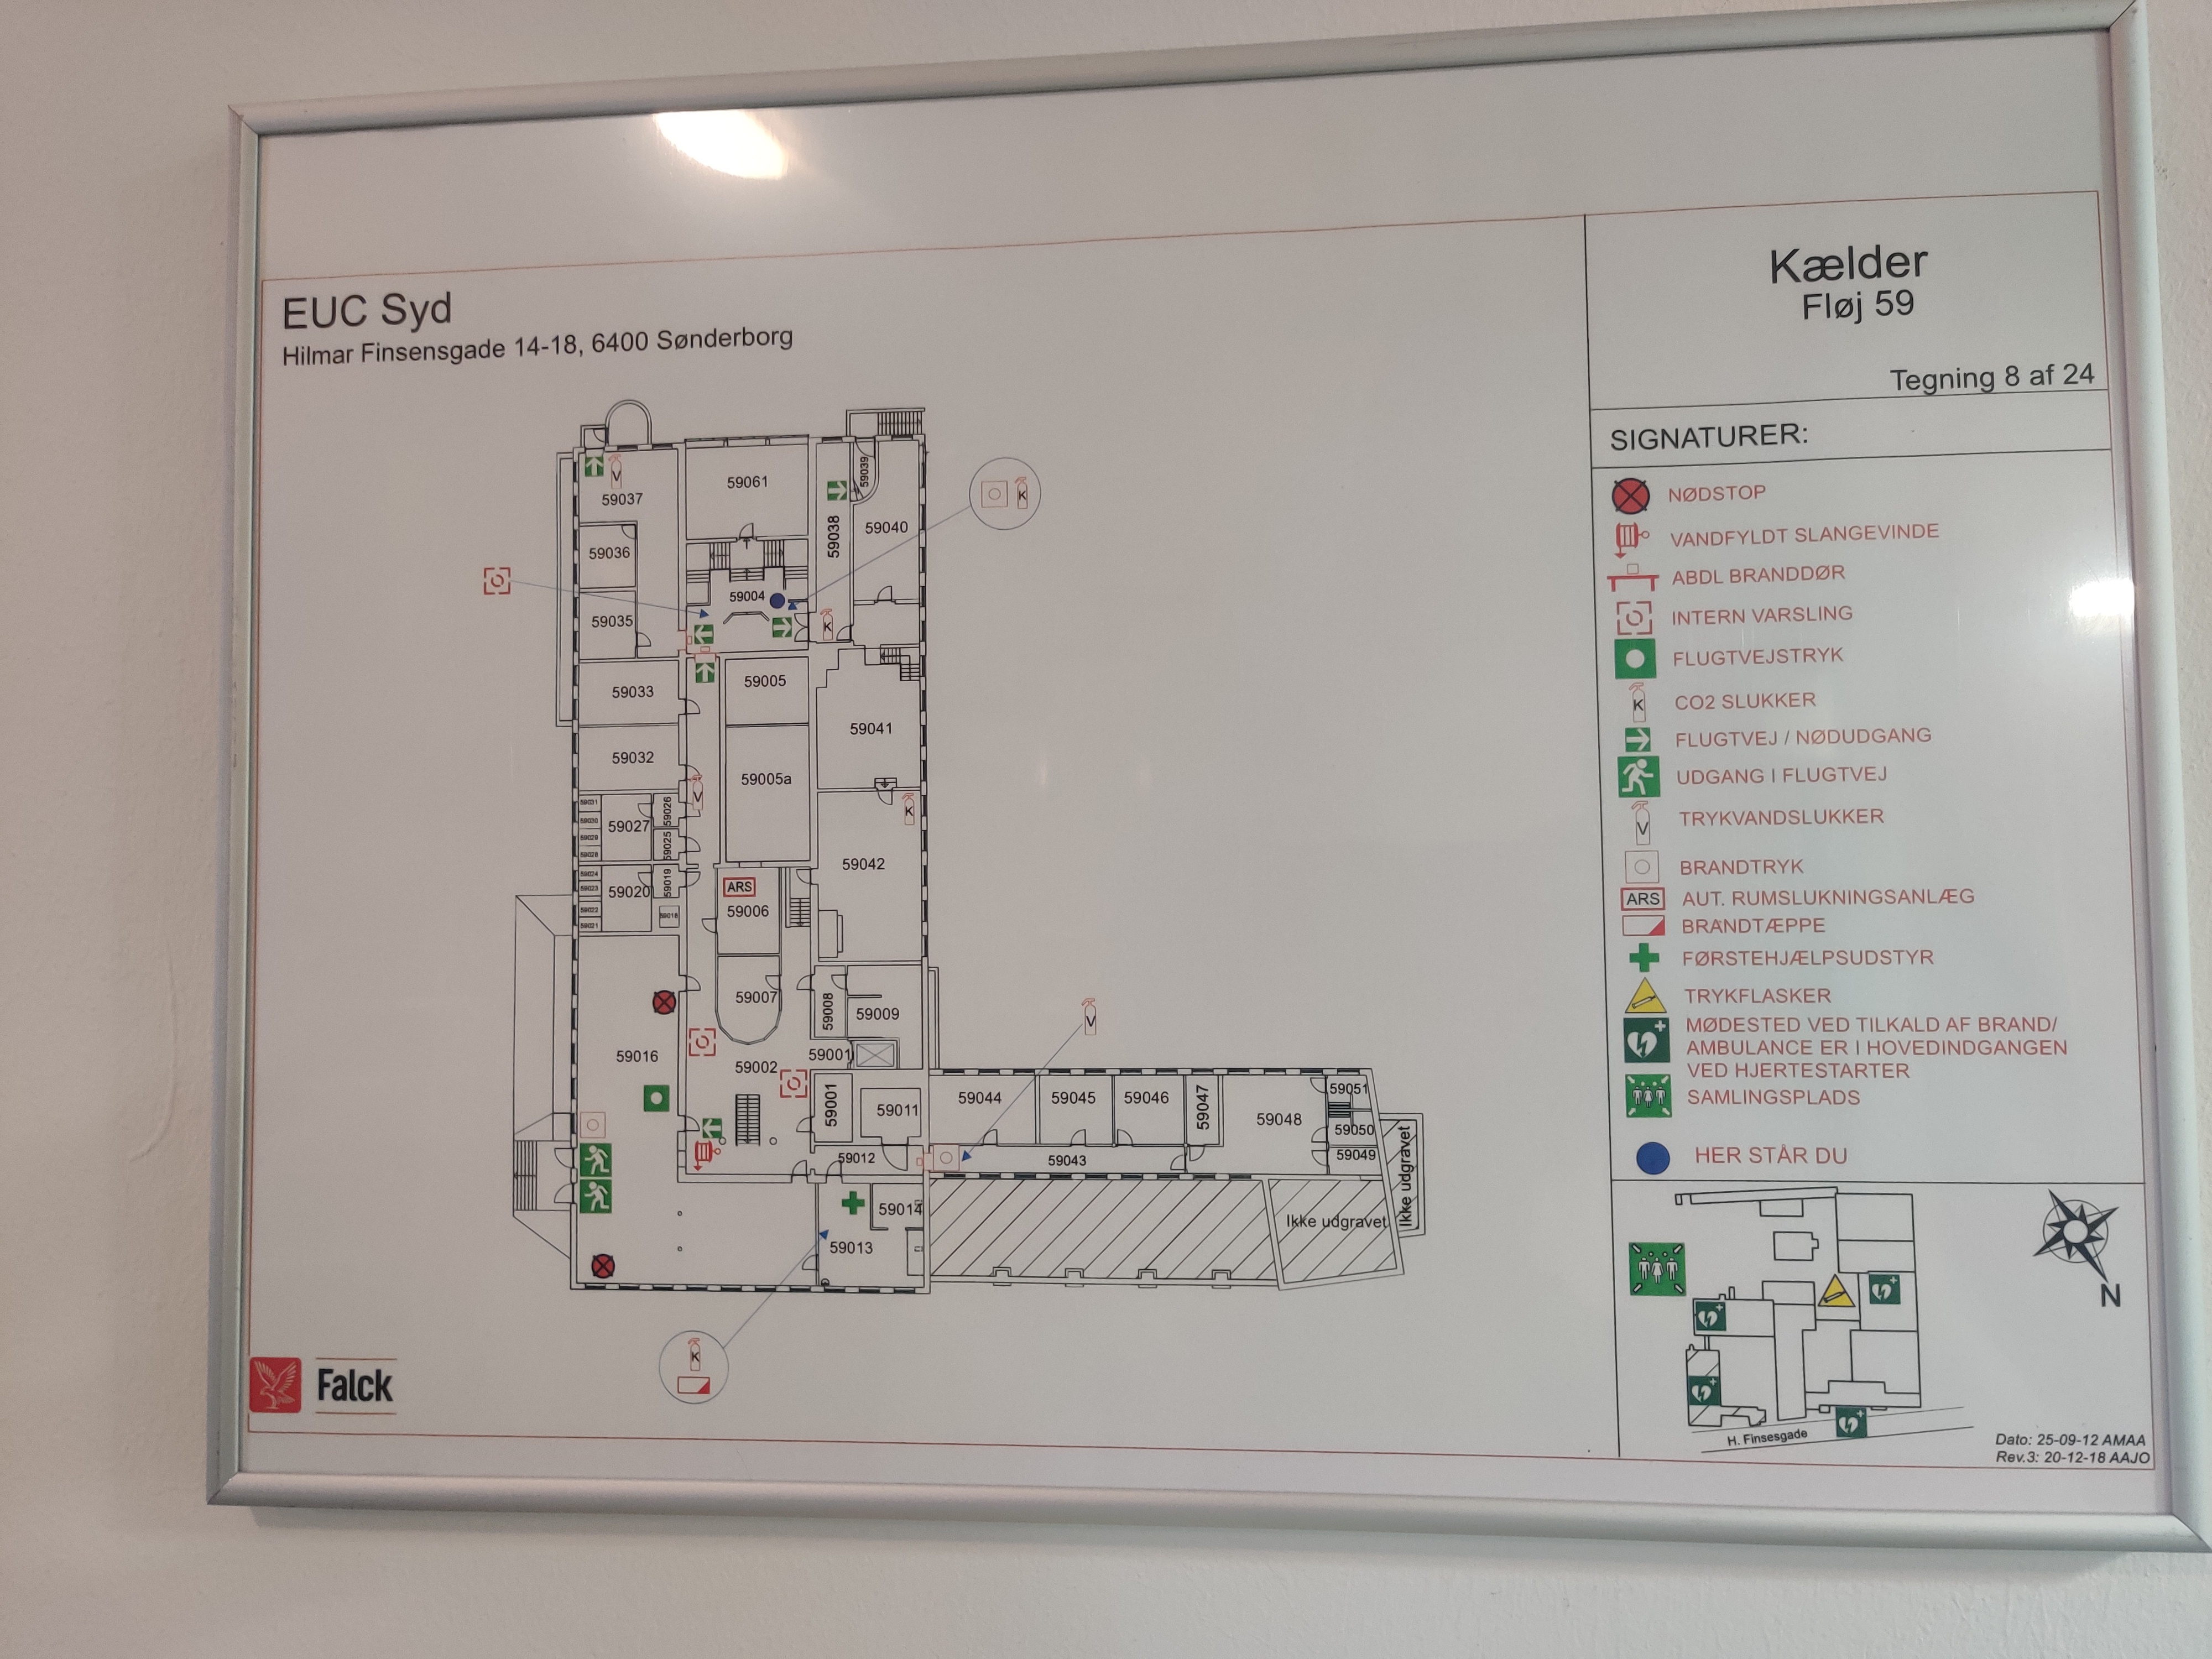 EUC Syd
Hilmar Finsensgade 14-18, 6400 Sønderborg
Kælder
Fløj 59
Tegning 8 af 24
SIGNATURER:
NØDSTOP
VANDFYLDT SLANGEVINDE
ABDL BRANDDØR
INTERN VARSLING
FLUGTVEJSTRYK
K CO2 SLUKKER
FLUGTVEJ / NØDUDGANG
UDGANG I FLUGTVEJ
V TRYKVANDSLUKKER
BRANDTRYK
ARS AUT. RUMSLUKNINGSANLÆG
BRANDTÆPPE
FØRSTEHJÆLPSUDSTYR
TRYKFLASKER
MØDESTED VED TILKALD AF BRAND/
AMBULANCE ER I HOVEDINDGANGEN
VED HJERTESTARTER
SAMLINGSPLADS
HER STÅR DU
N
H. Finsesgade
Dato: 25-09-12 AMAA
Rev.3: 20-12-18 AAJO
V
59037
59061
59039
K
59036
59038
59040
59004
59035
K
59033
59005
59041
59032
59005a
V
K
59031
59030
59029
59028
59027
59026
59025
59042
59024
59023
59022
59021
59020
59019
59018
ARS
59006
59007
59008
59009
V
59016
59002
59001
59001
59011
59044
59045
59046
59047
59048
59051
59050
59049
59012
59043
59014
59013
Ikke udgravet
Ikke udgravet
K
Falck